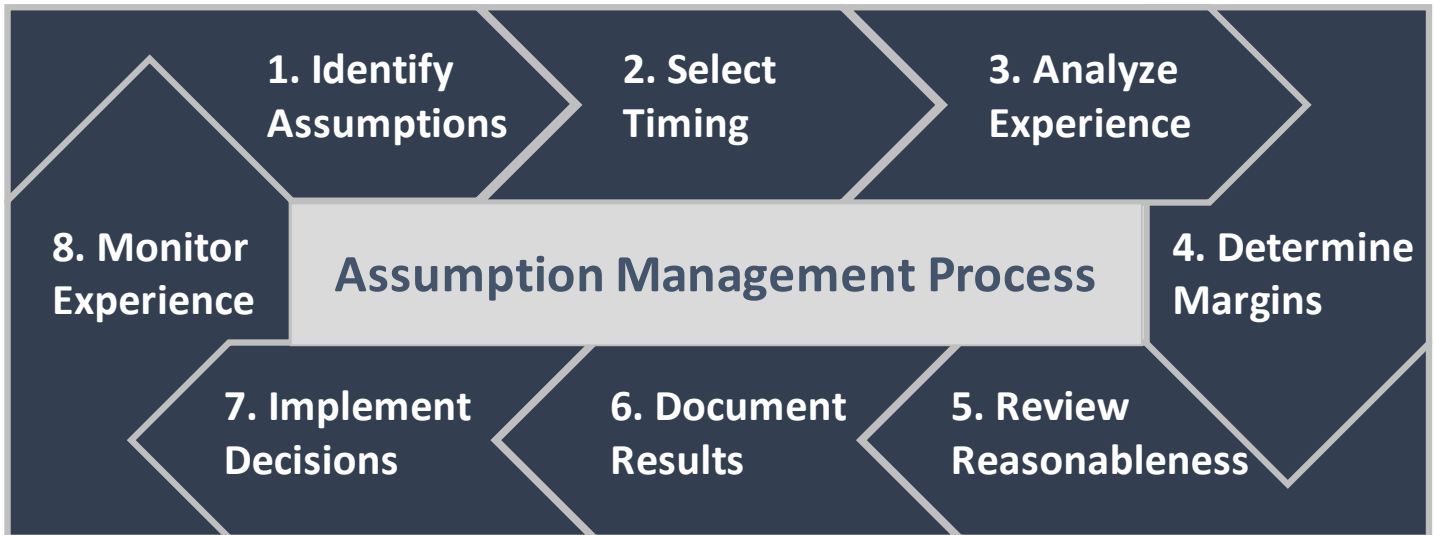 1. Identify
Assumptions
2. Select
Timing
3. Analyze
Experience
4. Determine
Margins
5. Review
Reasonableness
6. Document
Results
7. Implement
Decisions
8. Monitor
Experience
Assumption Management Process